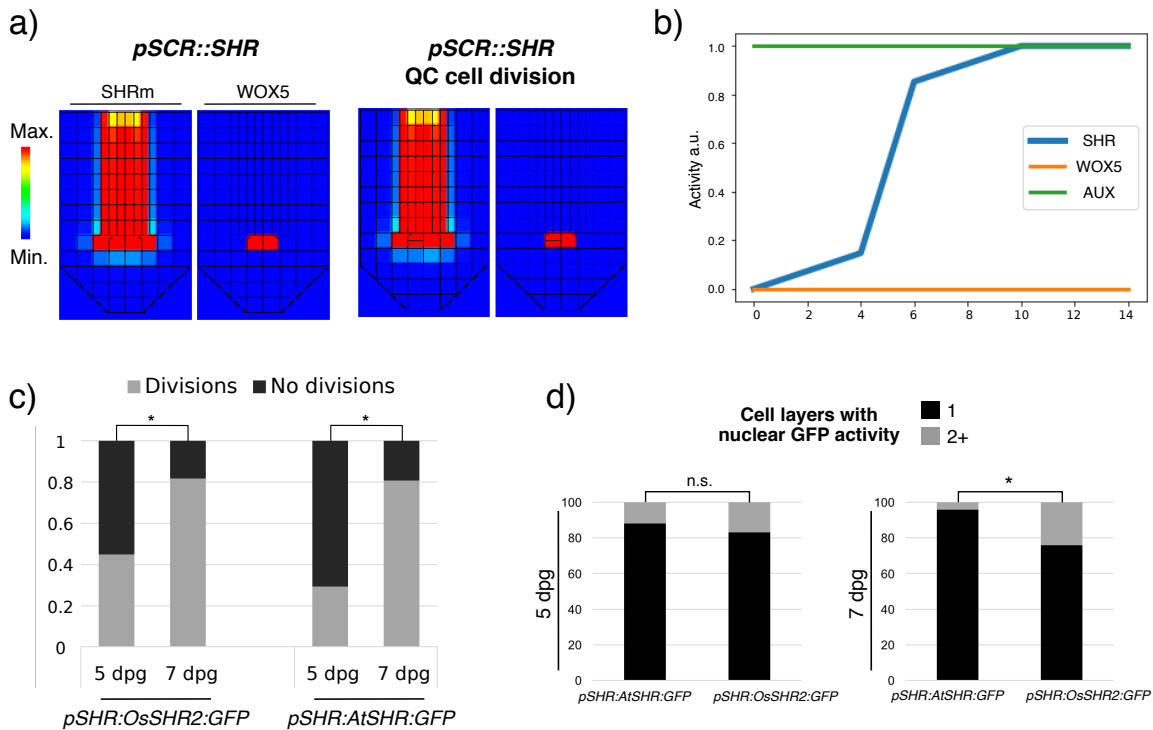 a)
pSCR::SHR
pSCR::SHR
QC cell division
SHRm
WOX5
Max.
Min.
b)
Activity a.u.
1.0
0.8
0.6
0.4
0.2
0.0
0 2 4 6 8 10 12 14
SHR
WOX5
AUX
c)
Divisions No divisions
* *
1
0.8
0.6
0.4
0.2
0
5 dpg 7 dpg 5 dpg 7 dpg
pSHR:OsSHR2:GFP pSHR:AtSHR:GFP
d)
Cell layers with
nuclear GFP activity
1
2+
n.s.
5 dpg
100
80
60
40
20
0
pSHR:AtSHR:GFP pSHR:OsSHR2:GFP
*
7 dpg
100
80
60
40
20
0
pSHR:AtSHR:GFP pSHR:OsSHR2:GFP